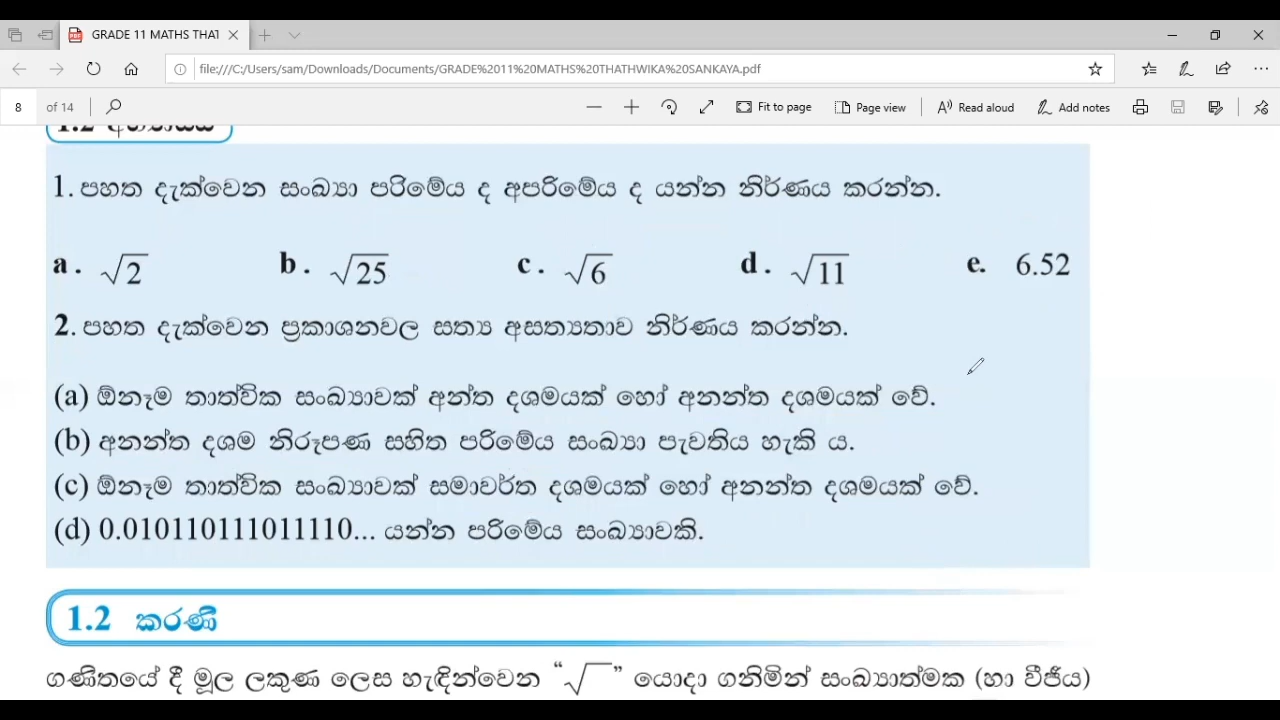 GRADE 11 MATHS THAT
file:///C:/Users/sam/Downloads/Documents/GRADE%2011%20MATHS%20THATHWIKA%20SANKAYA.pdf
8 of 14 Fit to page Page view Read aloud Add notes
1.2 අභ්‍යාසය
1. පහත දැක්වෙන සංඛ්‍යා පරිමේය ද අපරිමේය ද යන්න නිර්ණය කරන්න.
a. √2 b. √25 c. √6 d. √11 e. 6.52
2. පහත දැක්වෙන ප්‍රකාශනවල සත්‍ය අසත්‍යතාව නිර්ණය කරන්න.
(a) ඕනෑම තාත්වික සංඛ්‍යාවක් අන්ත දශමයක් හෝ අනන්ත දශමයක් වේ.
(b) අනන්ත දශම නිරූපණ සහිත පරිමේය සංඛ්‍යා පැවතිය හැකි ය.
(c) ඕනෑම තාත්වික සංඛ්‍යාවක් සමාවර්ත දශමයක් හෝ අනන්ත දශමයක් වේ.
(d) 0.010110111011110... යන්න පරිමේය සංඛ්‍යාවකි.
1.2 කරණී
ගණිතයේ දී මූල ලකුණ ලෙස හැඳින්වෙන “√” යොදා ගනිමින් සංඛ්‍යාත්මක (හා වීජීය)